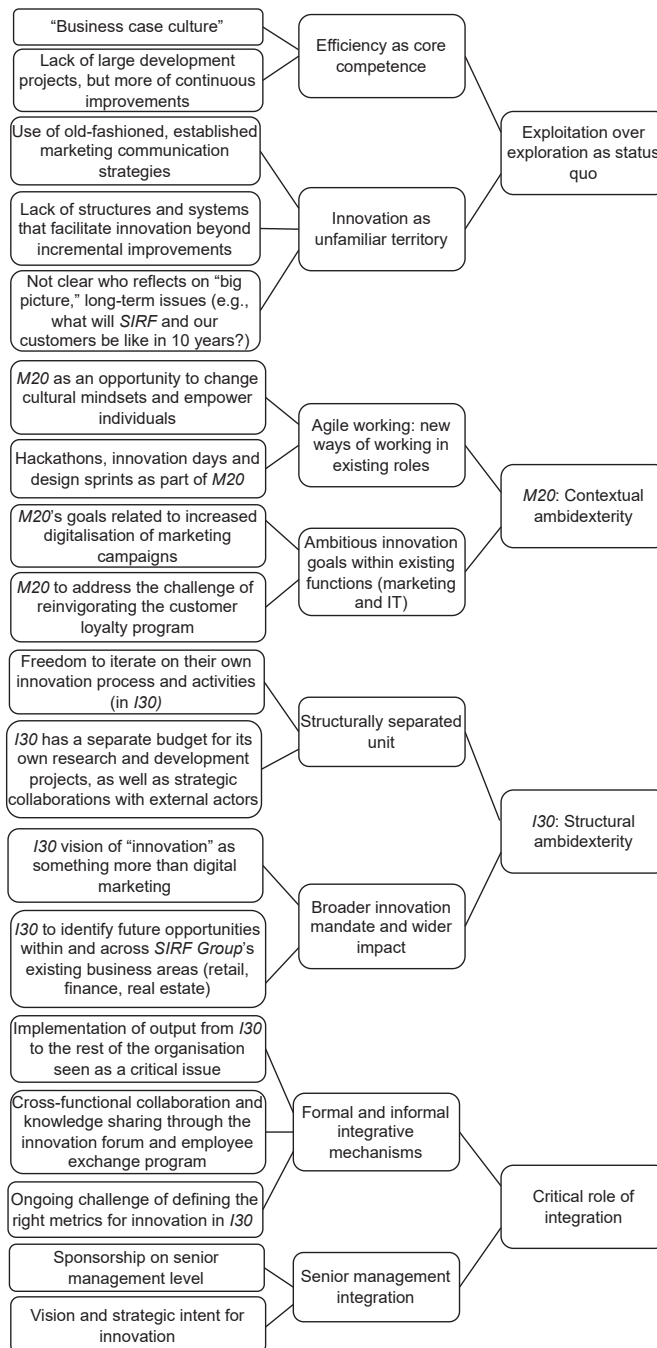 “Business case culture”
Lack of large development
projects, but more of continuous
improvements
Efficiency as core
competence
Use of old-fashioned, established
marketing communication
strategies
Lack of structures and systems
that facilitate innovation beyond
incremental improvements
Not clear who reflects on “big
picture,” long-term issues (e.g.,
what will SIRF and our
customers be like in 10 years?)
Innovation as
unfamiliar territory
Exploitation over
exploration as status
quo
M20 as an opportunity to change
cultural mindsets and empower
individuals
Hackathons, innovation days and
design sprints as part of M20
Agile working: new
ways of working in
existing roles
M20’s goals related to increased
digitalisation of marketing
campaigns
M20 to address the challenge of
reinvigorating the customer
loyalty program
Ambitious innovation
goals within existing
functions (marketing
and IT)
M20: Contextual
ambidexterity
Freedom to iterate on their own
innovation process and activities
(in I30)
I30 has a separate budget for its
own research and development
projects, as well as strategic
collaborations with external actors
Structurally separated
unit
I30 vision of “innovation” as
something more than digital
marketing
I30 to identify future opportunities
within and across SIRF Group’s
existing business areas (retail,
finance, real estate)
Broader innovation
mandate and wider
impact
I30: Structural
ambidexterity
Implementation of output from I30
to the rest of the organisation
seen as a critical issue
Cross-functional collaboration and
knowledge sharing through the
innovation forum and employee
exchange program
Ongoing challenge of defining the
right metrics for innovation in I30
Formal and informal
integrative
mechanisms
Sponsorship on senior
management level
Vision and strategic intent for
innovation
Senior management
integration
Critical role of
integration